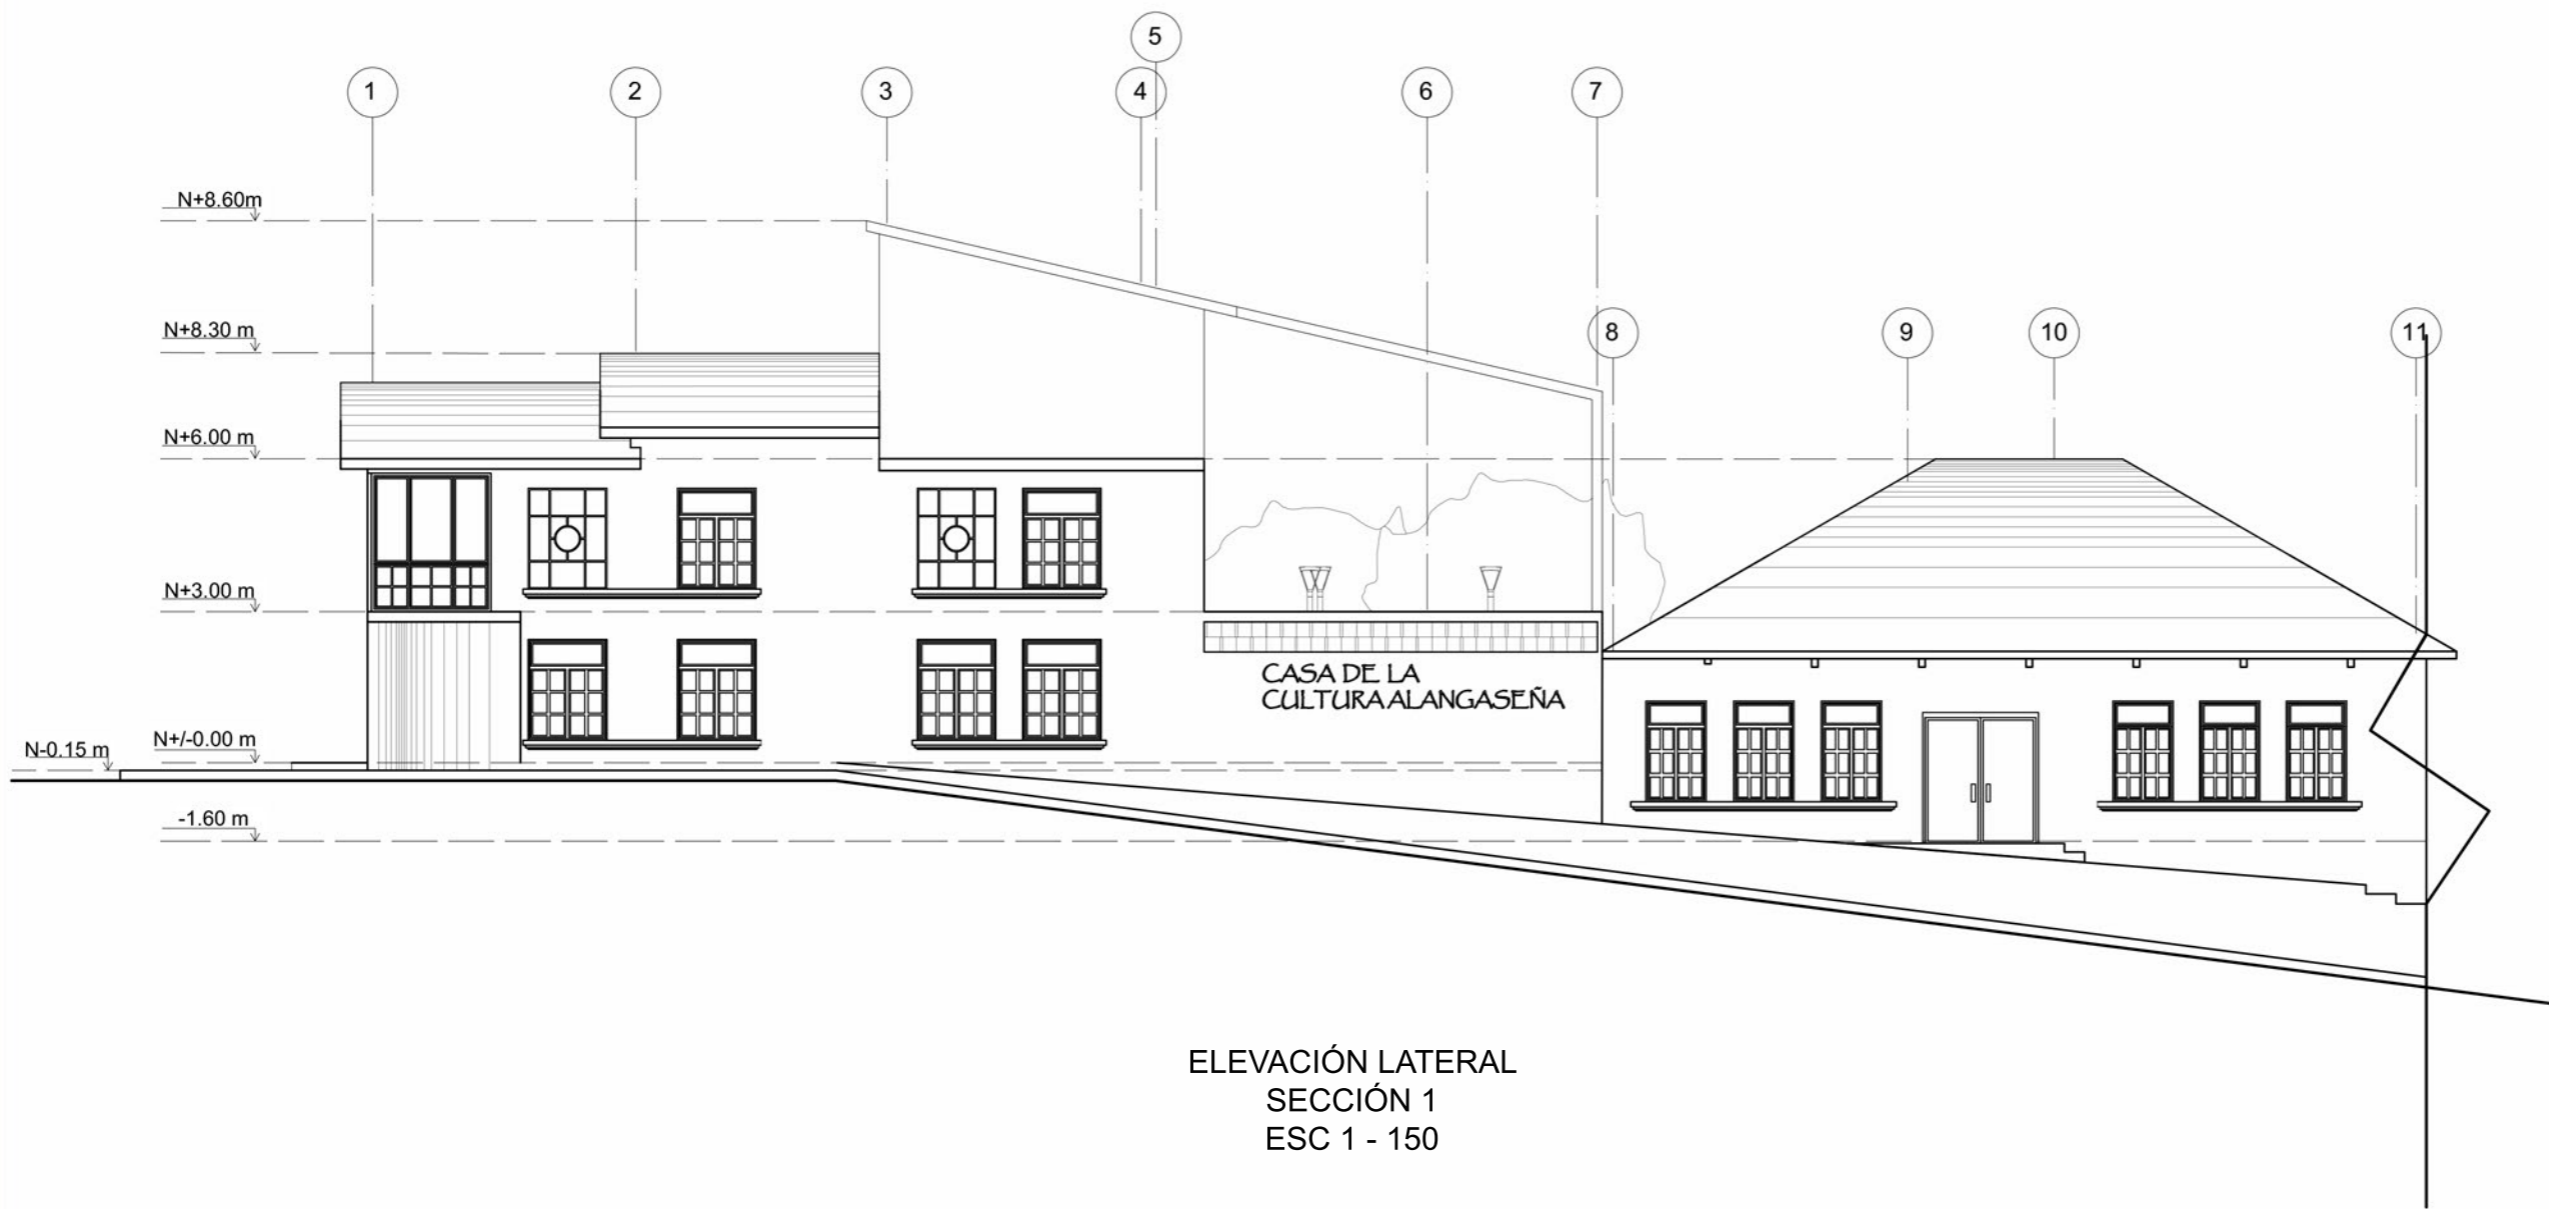 5
1
2
3
4
6
7
N+8.60m
N+8.30 m
8
9
10
11
N+6.00 m
N+3.00 m
CASA DE LA
CULTURA ALANGASEÑA
N+/-0.00 m
N-0.15 m
-1.60 m
ELEVACIÓN LATERAL
SECCIÓN 1
ESC 1 - 150